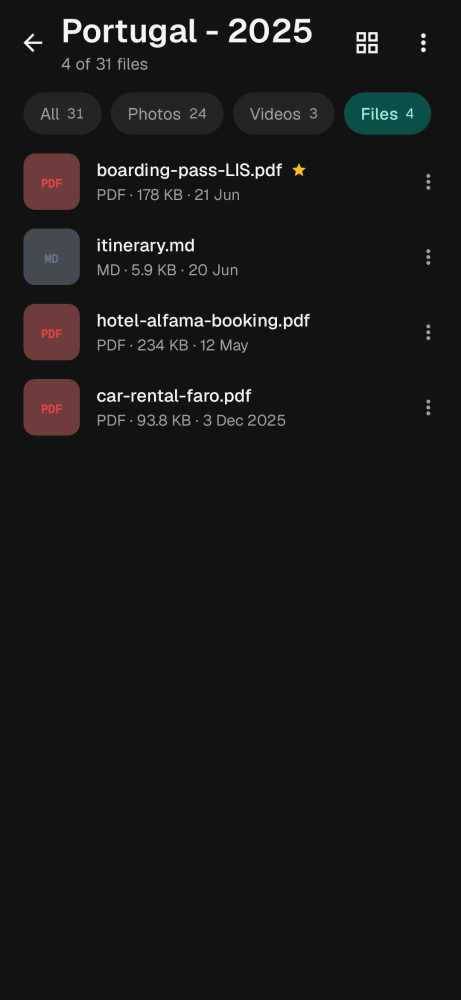 Portugal - 2025
4 of 31 files
All 31
Photos 24
Videos 3
Files 4
PDF
boarding-pass-LIS.pdf
PDF · 178 KB · 21 Jun
MD
itinerary.md
MD · 5.9 KB · 20 Jun
PDF
hotel-alfama-booking.pdf
PDF · 234 KB · 12 May
PDF
car-rental-faro.pdf
PDF · 93.8 KB · 3 Dec 2025